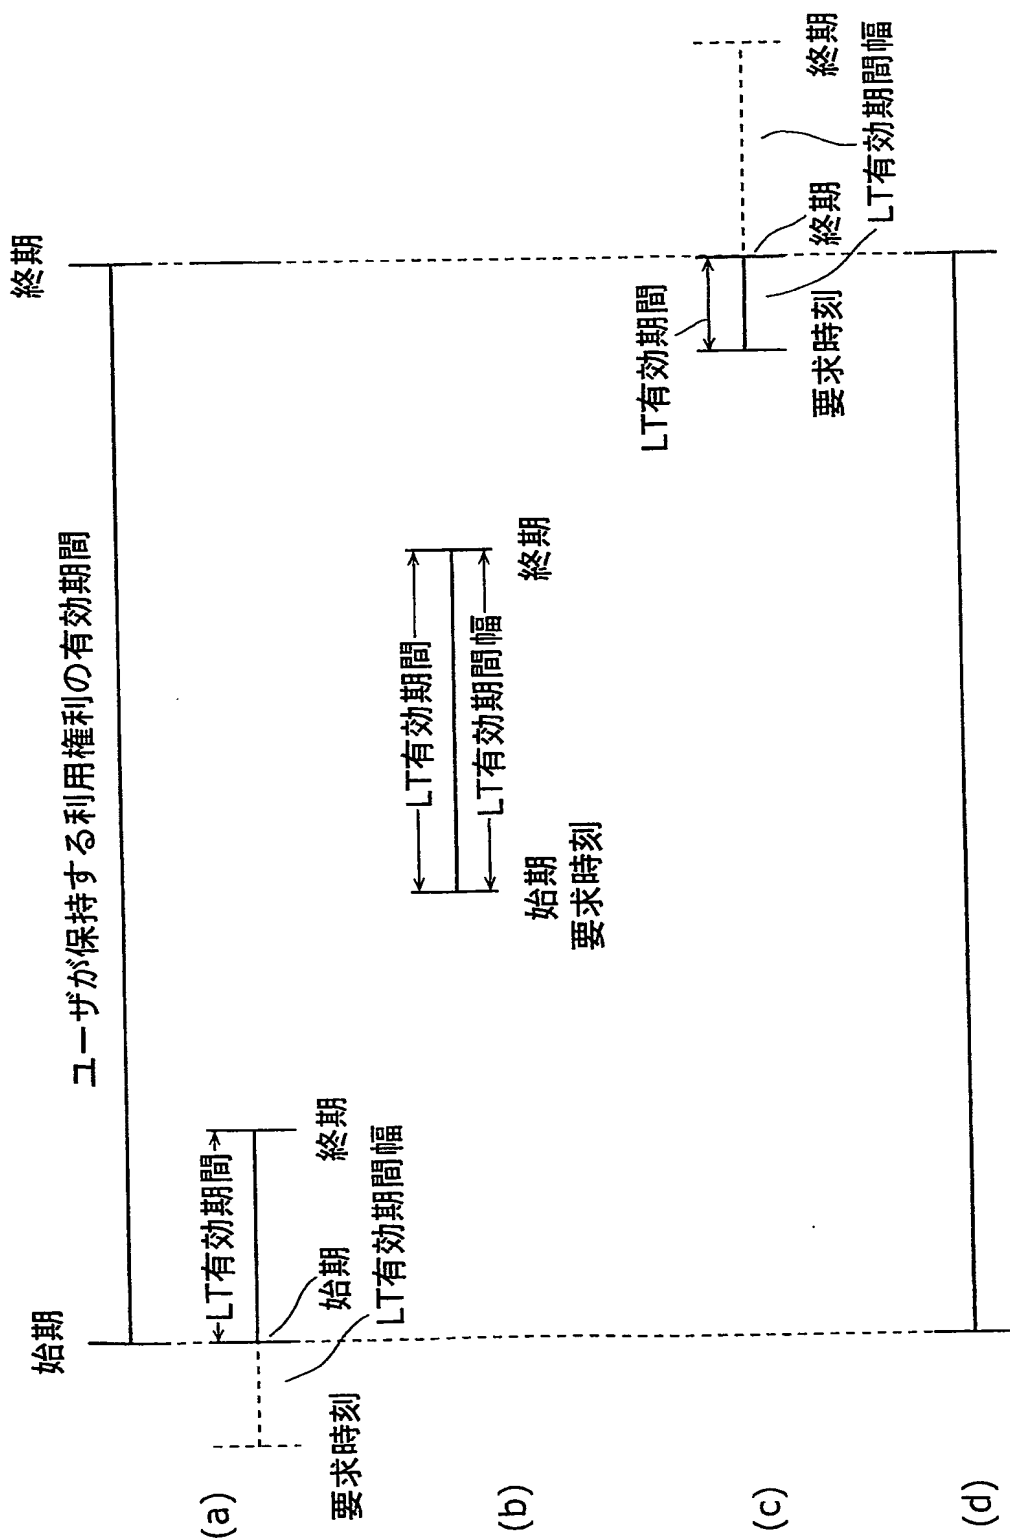 始期
終期
ユーザが保持する利用権利の有効期間
(a)
LT有効期間
要求時刻
始期
終期
LT有効期間幅
(b)
LT有効期間
LT有効期間幅
始期
要求時刻
終期
(c)
LT有効期間
要求時刻
終期
終期
LT有効期間幅
(d)